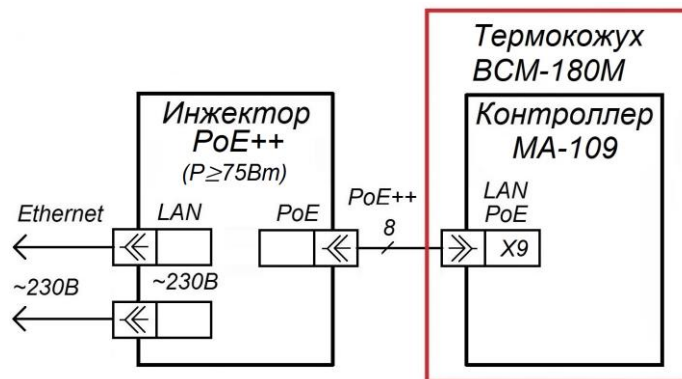 Термокожух
ВСМ-180М
Инжектор
PoE++
(P≥75Вт)
Контроллер
МА-109
Ethernet
LAN
PoE
PoE++
8
LAN
PoE
X9
~230В
~230В